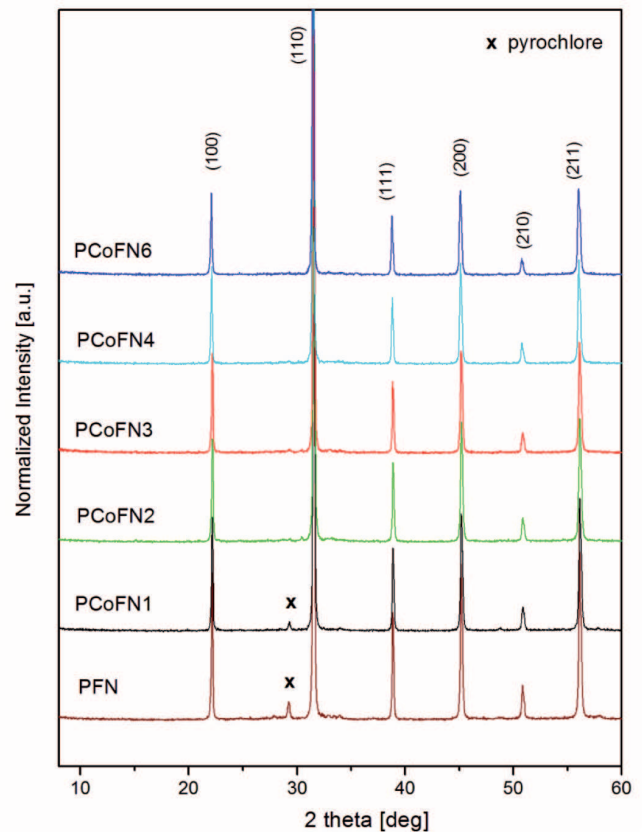 x pyrochlore
(100)
(110)
(111)
(200)
(210)
(211)
PCoFN6
PCoFN4
PCoFN3
PCoFN2
PCoFN1
x
PFN
x
Normalized Intensity [a.u.]
10 20 30 40 50 60
2 theta [deg]